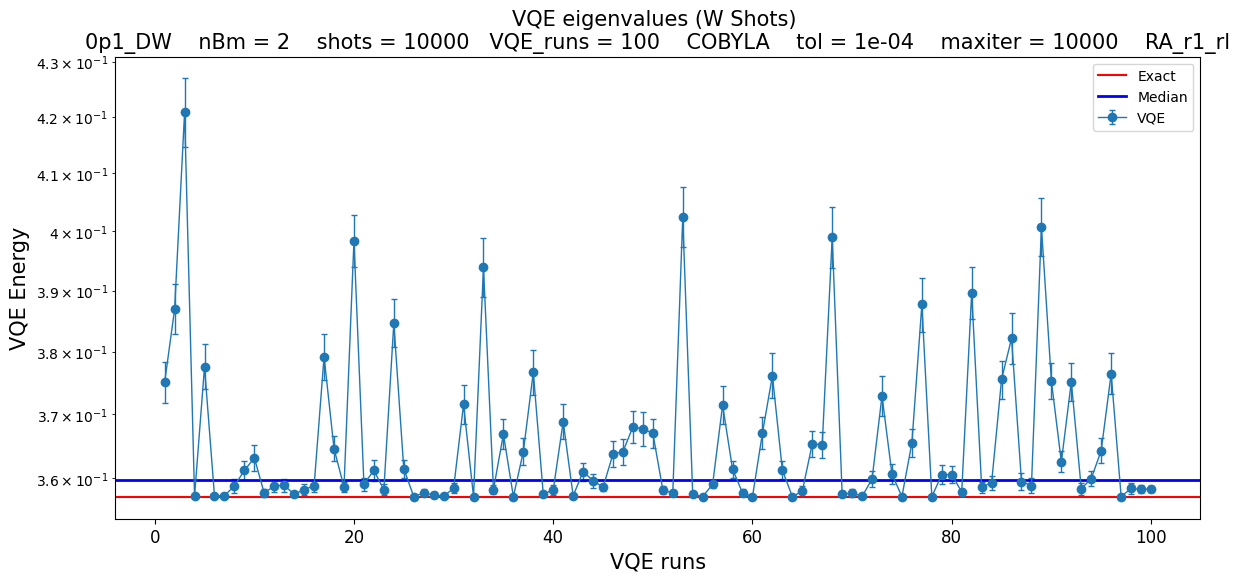 VQE eigenvalues (W Shots)
0p1_DW nBm = 2 shots = 10000 VQE_runs = 100 COBYLA tol = 1e-04 maxiter = 10000 RA_r1_rl
4.3 × 10⁻¹
4.2 × 10⁻¹
4.1 × 10⁻¹
4 × 10⁻¹
3.9 × 10⁻¹
3.8 × 10⁻¹
3.7 × 10⁻¹
3.6 × 10⁻¹
VQE Energy
Exact
Median
VQE
0 20 40 60 80 100
VQE runs